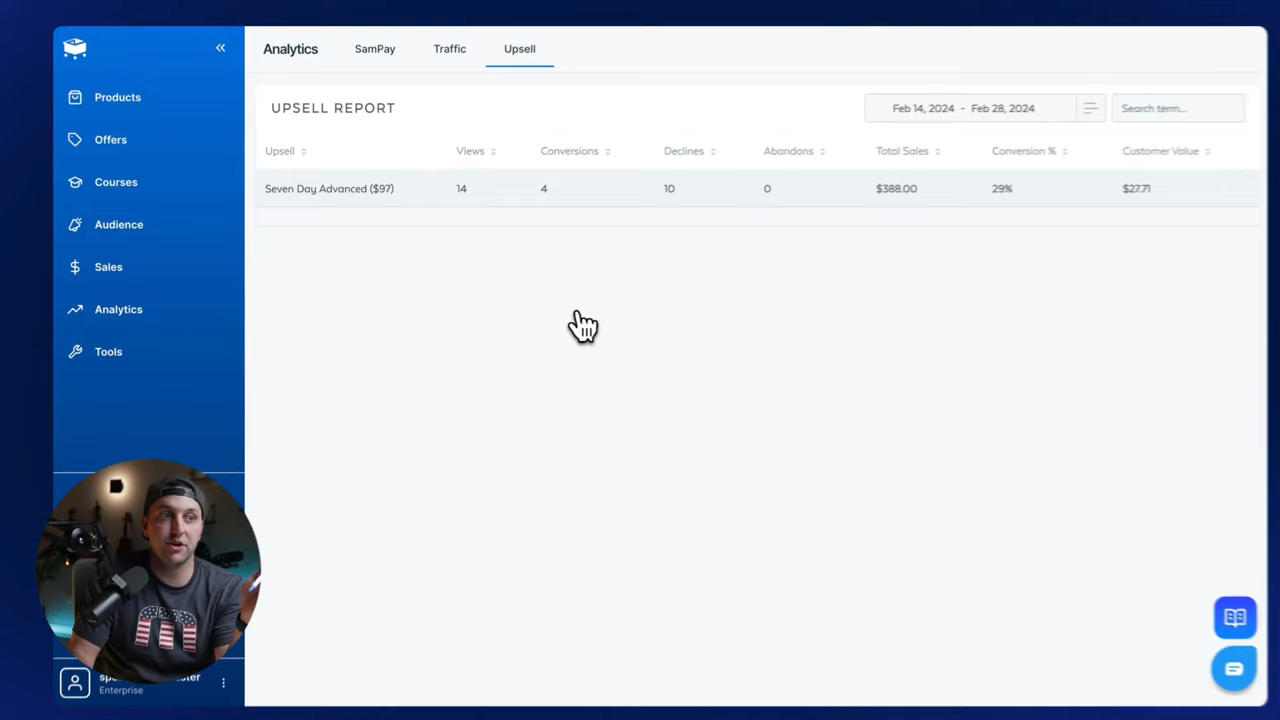 Analytics SamPay Traffic Upsell
Products
Offers
Courses
Audience
Sales
Analytics
Tools
Enterprise
UPSELL REPORT
Feb 14, 2024 - Feb 28, 2024
Search term...
Upsell Views Conversions Declines Abandons Total Sales Conversion % Customer Value
Seven Day Advanced ($97) 14 4 10 0 $388.00 29% $27.71